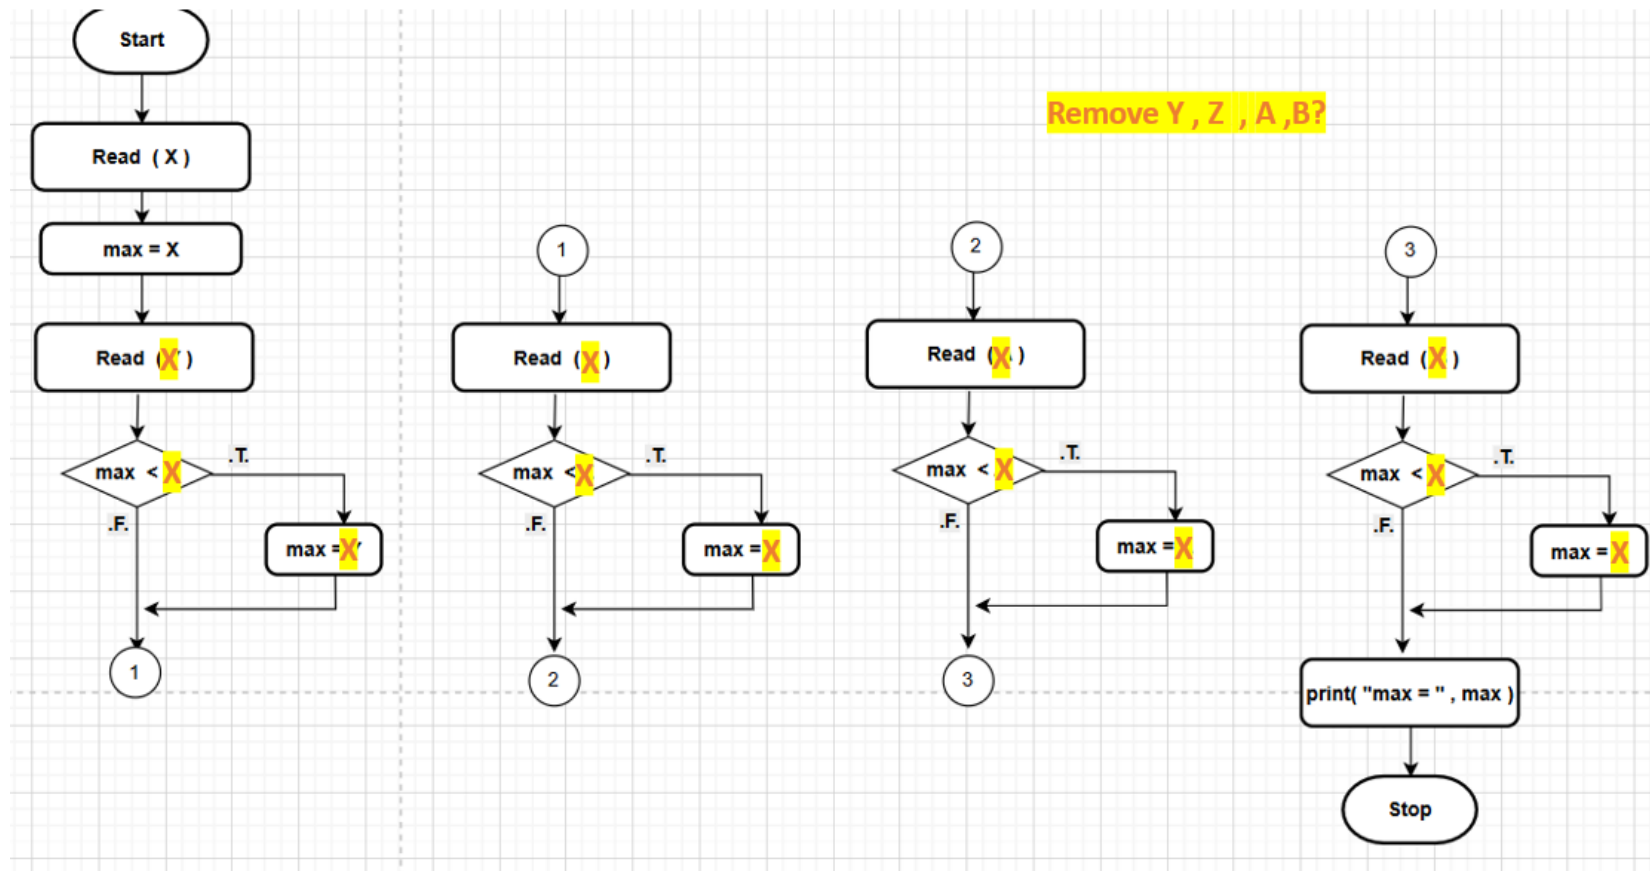 Start
Read ( X )
max = X
Read ( X )
max < X
.T.
.F.
max = X
1
Remove Y , Z , A ,B?
1
Read ( X )
max < X
.T.
.F.
max = X
2
2
Read ( X )
max < X
.T.
.F.
max = X
3
3
Read ( X )
max < X
.T.
.F.
max = X
print( "max = " , max )
Stop